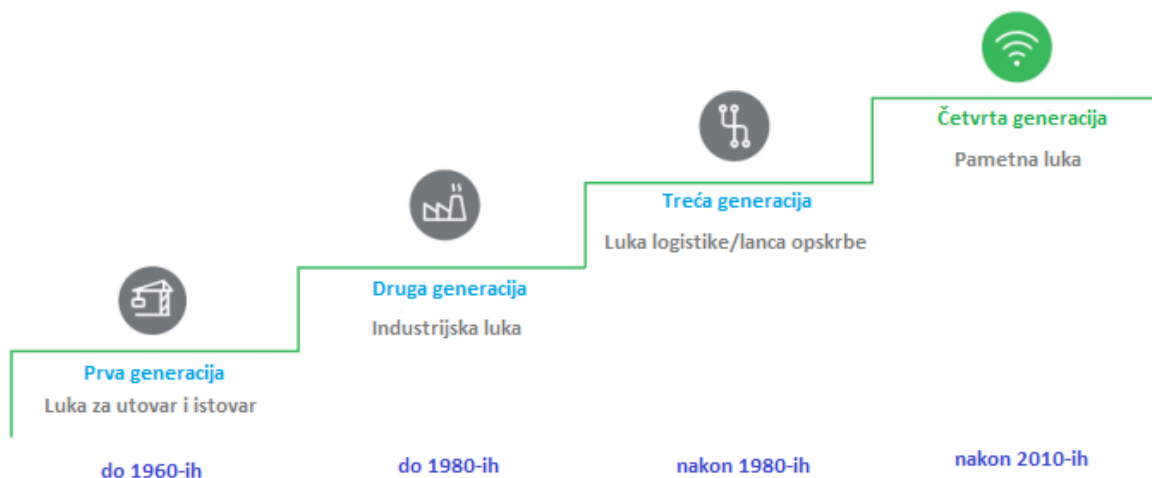 Prva generacija
Luka za utovar i istovar
do 1960-ih
Druga generacija
Industrijska luka
do 1980-ih
Treća generacija
Luka logistike/lanca opskrbe
nakon 1980-ih
Četvrta generacija
Pametna luka
nakon 2010-ih